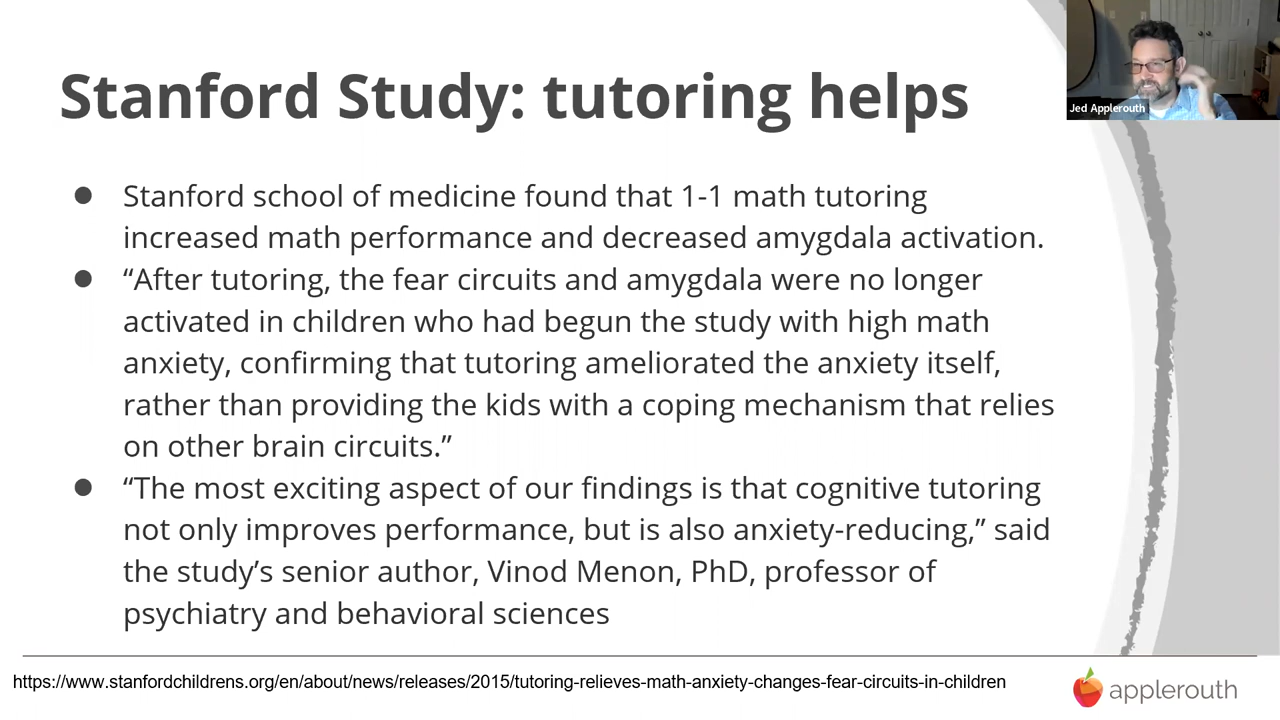 Stanford Study: tutoring helps
Jed Applerouth
● Stanford school of medicine found that 1-1 math tutoring
increased math performance and decreased amygdala activation.
● “After tutoring, the fear circuits and amygdala were no longer
activated in children who had begun the study with high math
anxiety, confirming that tutoring ameliorated the anxiety itself,
rather than providing the kids with a coping mechanism that relies
on other brain circuits.”
● “The most exciting aspect of our findings is that cognitive tutoring
not only improves performance, but is also anxiety-reducing,” said
the study’s senior author, Vinod Menon, PhD, professor of
psychiatry and behavioral sciences
https://www.stanfordchildrens.org/en/about/news/releases/2015/tutoring-relieves-math-anxiety-changes-fear-circuits-in-children
applerouth